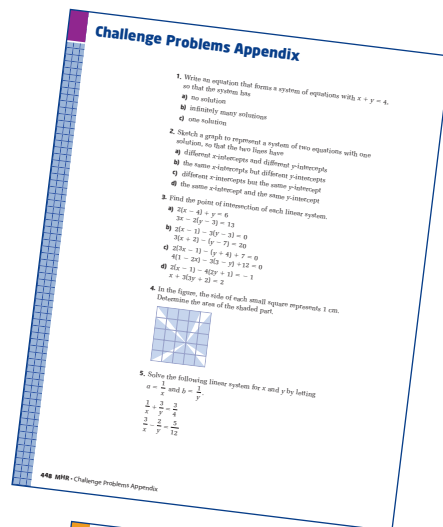 Challenge Problems Appendix
1. Write an equation that forms a system of equations with x + y = 4,
so that the system has
a) no solution
b) infinitely many solutions
c) one solution
2. Sketch a graph to represent a system of two equations with one
solution, so that the two lines have
a) different x-intercepts and different y-intercepts
b) the same x-intercepts but different y-intercepts
c) different x-intercepts but the same y-intercept
d) the same x-intercept and the same y-intercept
3. Find the point of intersection of each linear system.
a) 2(x − 4) + y = 6
3x − 2(y − 3) = 13
b) 2(x − 1) − 3(y − 3) = 0
3(x + 2) − (y − 7) = 20
c) 2(3x − 1) − (y + 4) + 7 = 0
4(1 − 2x) − 3(3 − y) + 12 = 0
d) 2(x − 1) − 4(2y + 1) = −1
x + 3(3y + 2) = 2
4. In the figure, the side of each small square represents 1 cm.
Determine the area of the shaded part.
5. Solve the following linear system for x and y by letting
a = 1/x and b = 1/y.
1/x + 3/y = 3/4
3/x − 2/y = 5/12
448 MHR • Challenge Problems Appendix